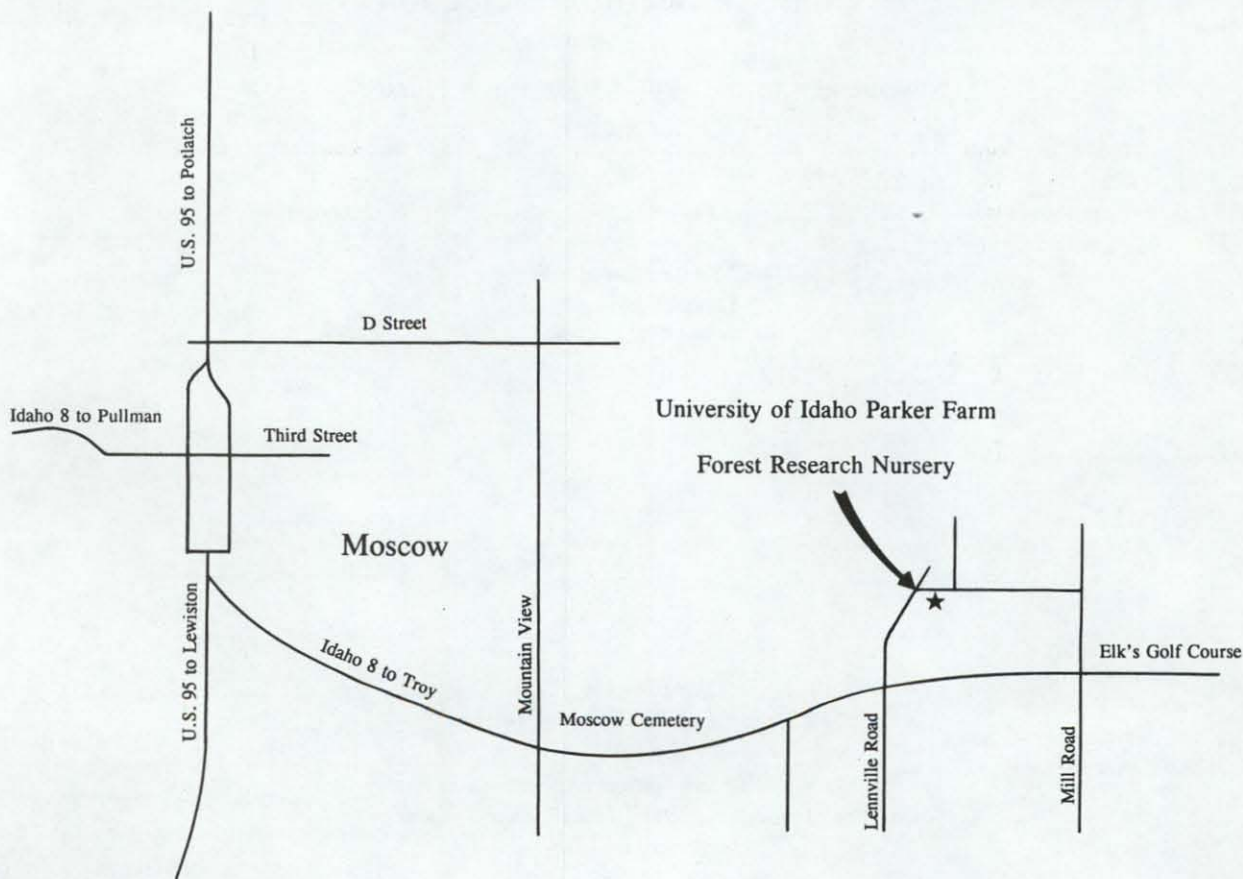 U.S. 95 to Potlatch
D Street
Idaho 8 to Pullman
Third Street
University of Idaho Parker Farm
Forest Research Nursery
Moscow
U.S. 95 to Lewiston
Idaho 8 to Troy
Mountain View
Moscow Cemetery
Lennville Road
Mill Road
Elk's Golf Course